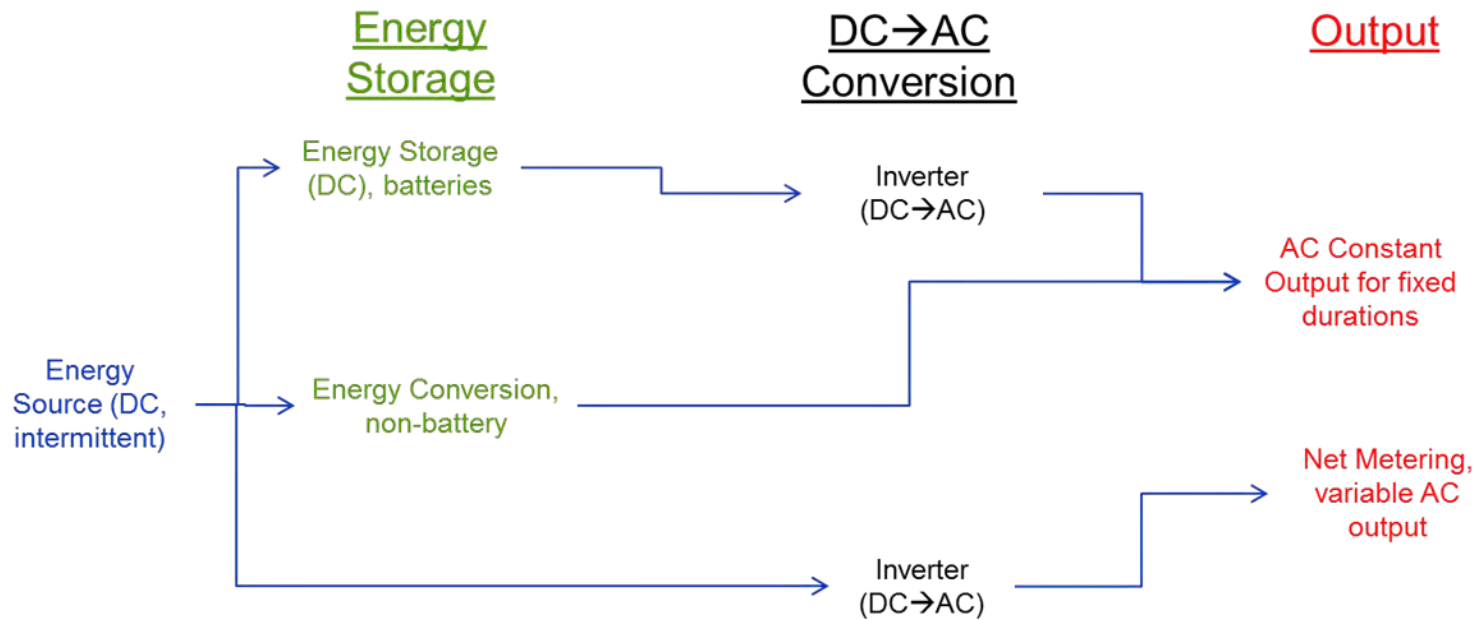 Energy
Storage
DC→AC
Conversion
Output
Energy Storage
(DC), batteries
Inverter
(DC→AC)
AC Constant
Output for fixed
durations
Energy
Source (DC,
intermittent)
Energy Conversion,
non-battery
Net Metering,
variable AC
output
Inverter
(DC→AC)